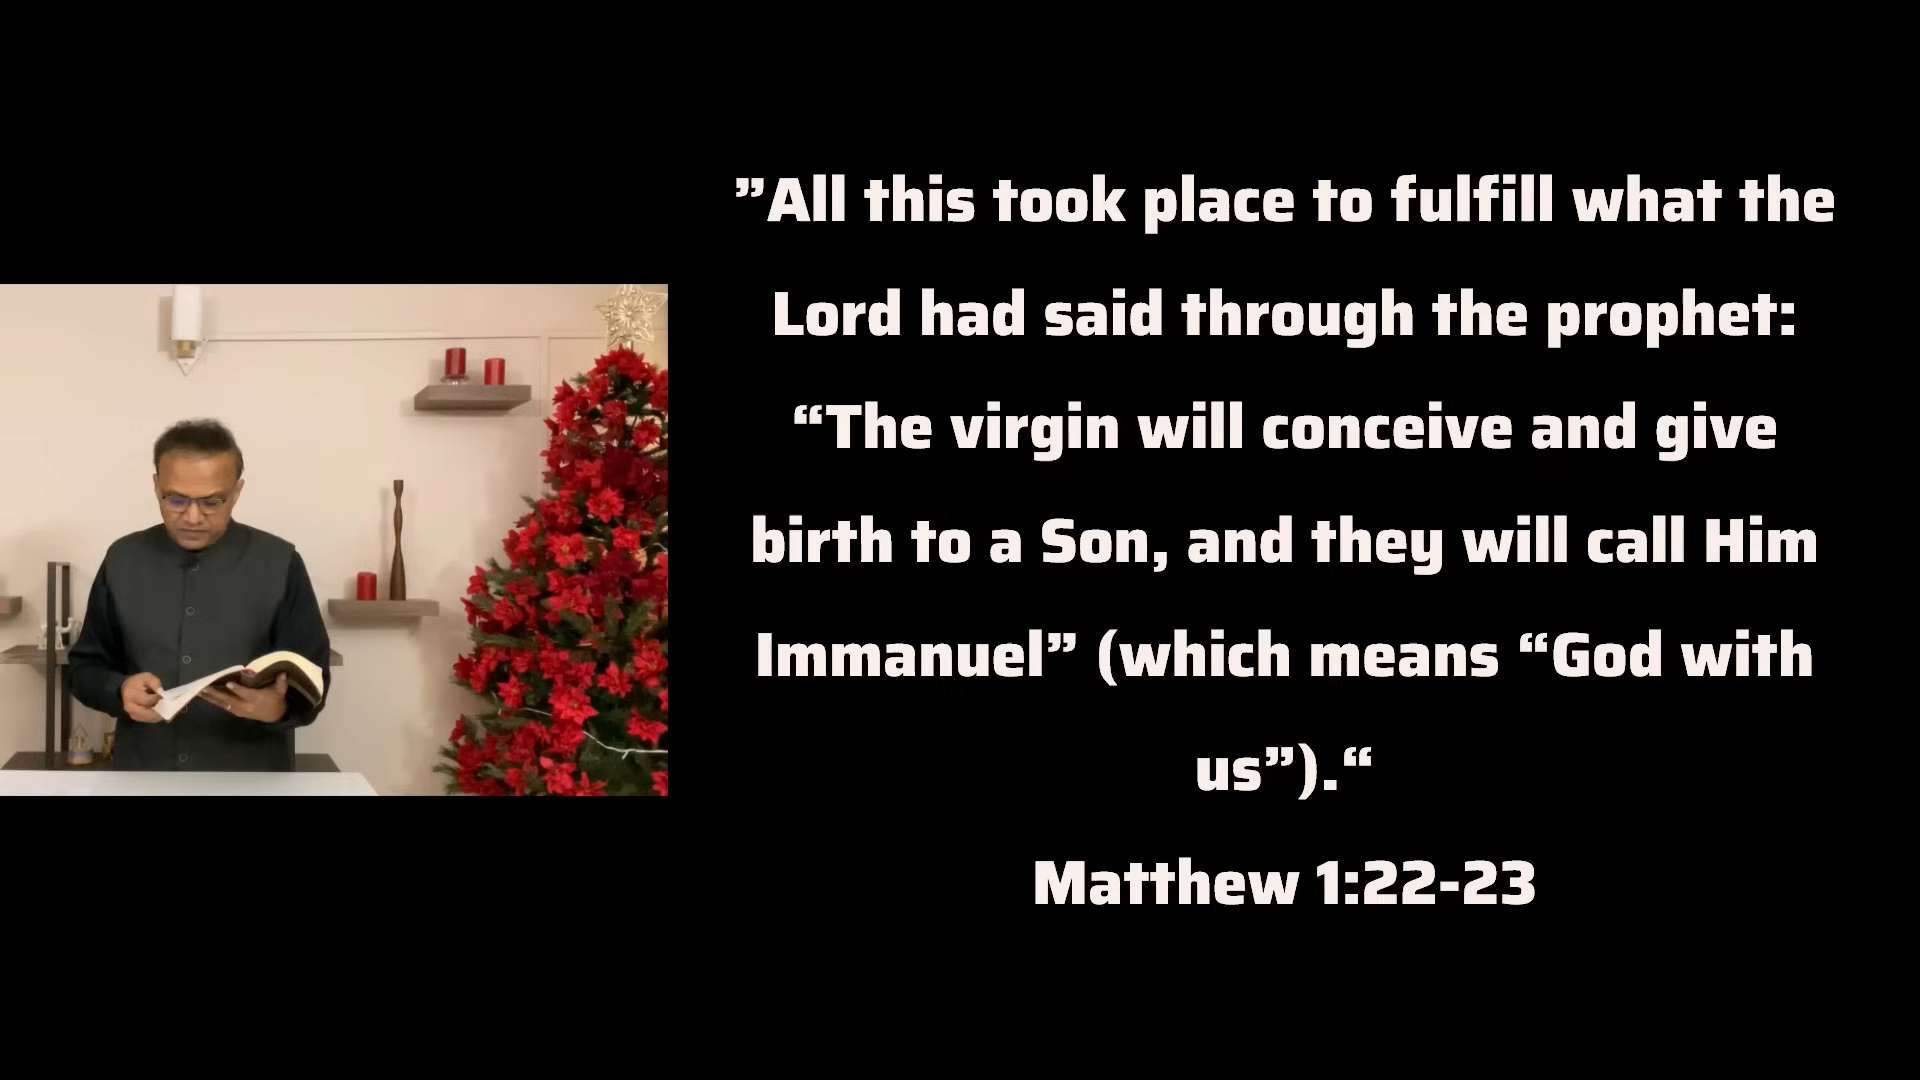 ”All this took place to fulfill what the
Lord had said through the prophet:
“The virgin will conceive and give
birth to a Son, and they will call Him
Immanuel” (which means “God with
us”).“
Matthew 1:22-23